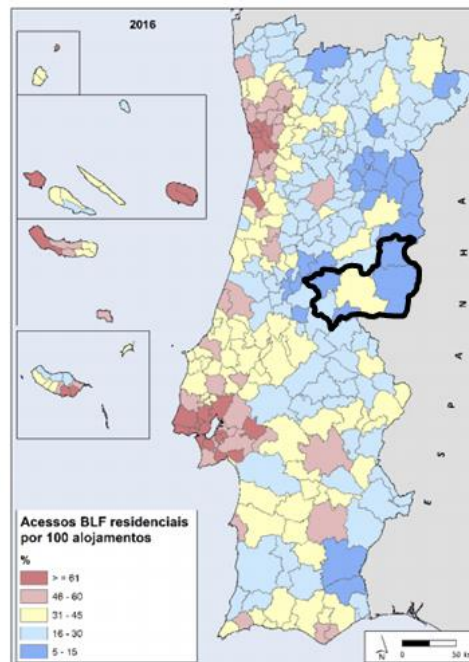 2016
ESPANHA
Acessos BLF residenciais
por 100 alojamentos
%
> = 61
46 - 60
31 - 45
16 - 30
5 - 15
N
0
50 km